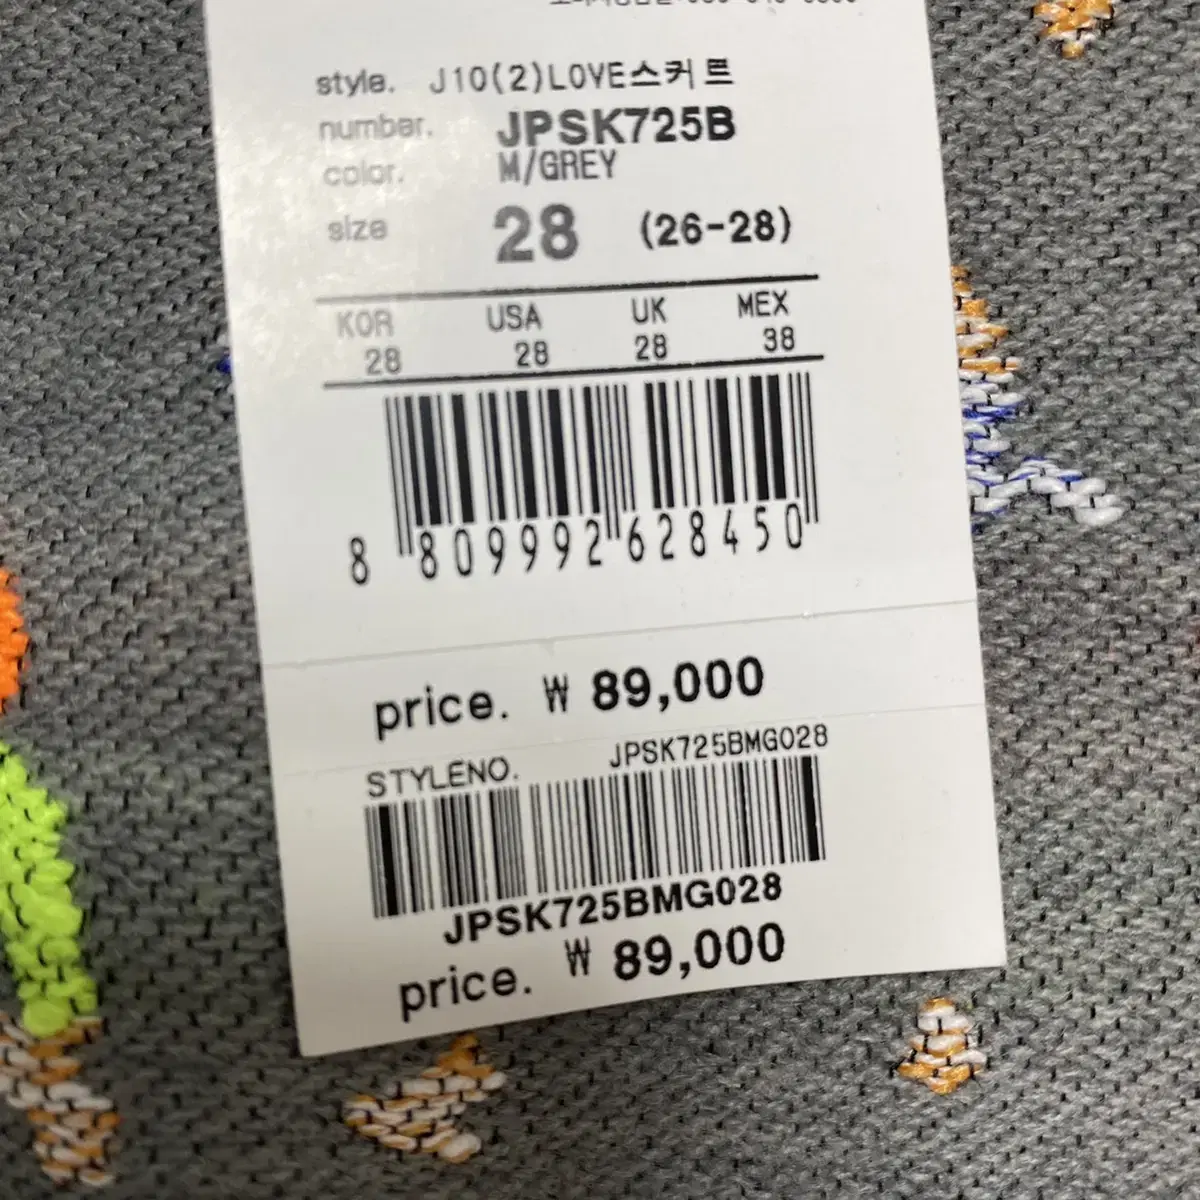 style. J10(2)LOVE스커트
number. JPSK725B
color. M/GREY
size 28 (26-28)
KOR USA UK MEX
28 28 28 38
8 809992 628450
price. ₩ 89,000
STYLENO. JPSK725BMG028
JPSK725BMG028
price. ₩ 89,000